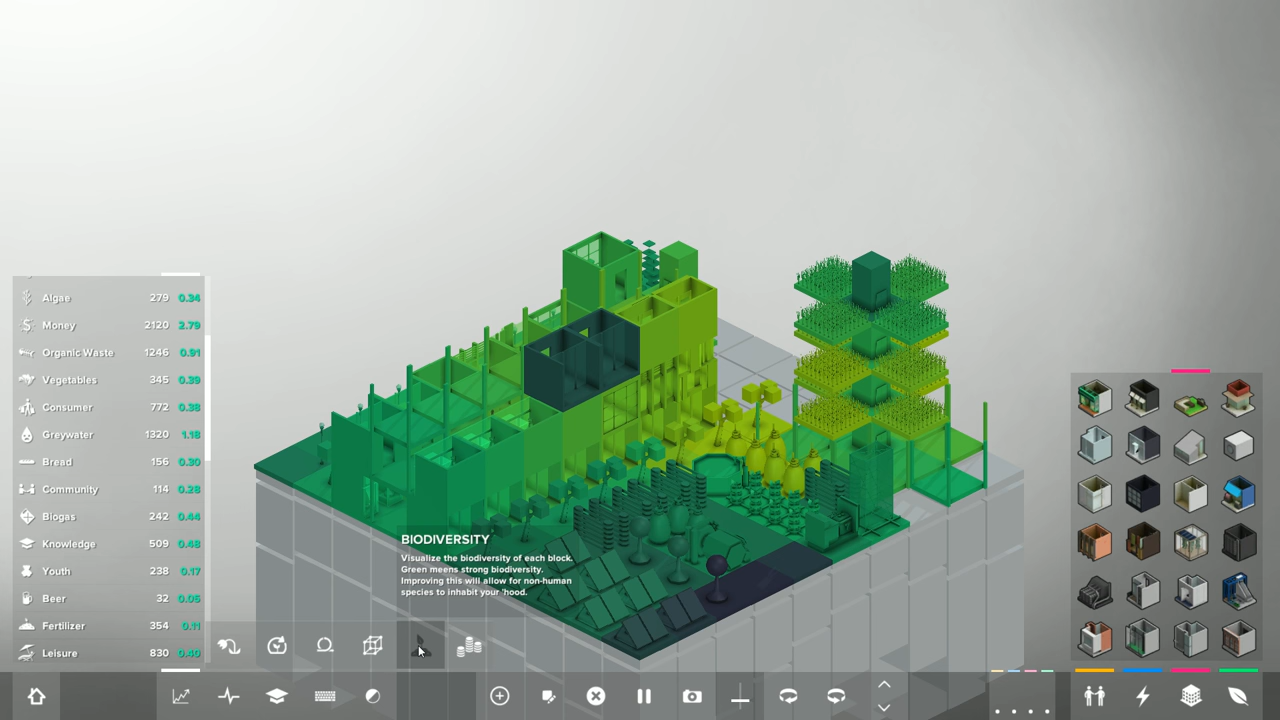 Algae 279 0.34
Money 2120 2.79
Organic Waste 1246 0.91
Vegetables 345 0.39
Consumer 772 0.38
Greywater 1320 1.18
Bread 156 0.30
Community 114 0.28
Biogas 242 0.44
Knowledge 509 0.48
Youth 238 0.17
Beer 32 0.05
Fertilizer 354 0.11
Leisure 830 0.40
BIODIVERSITY
Visualize the biodiversity of each block.
Green meens strong biodiversity.
Improving this will allow for non-human
species to inhabit your 'hood.